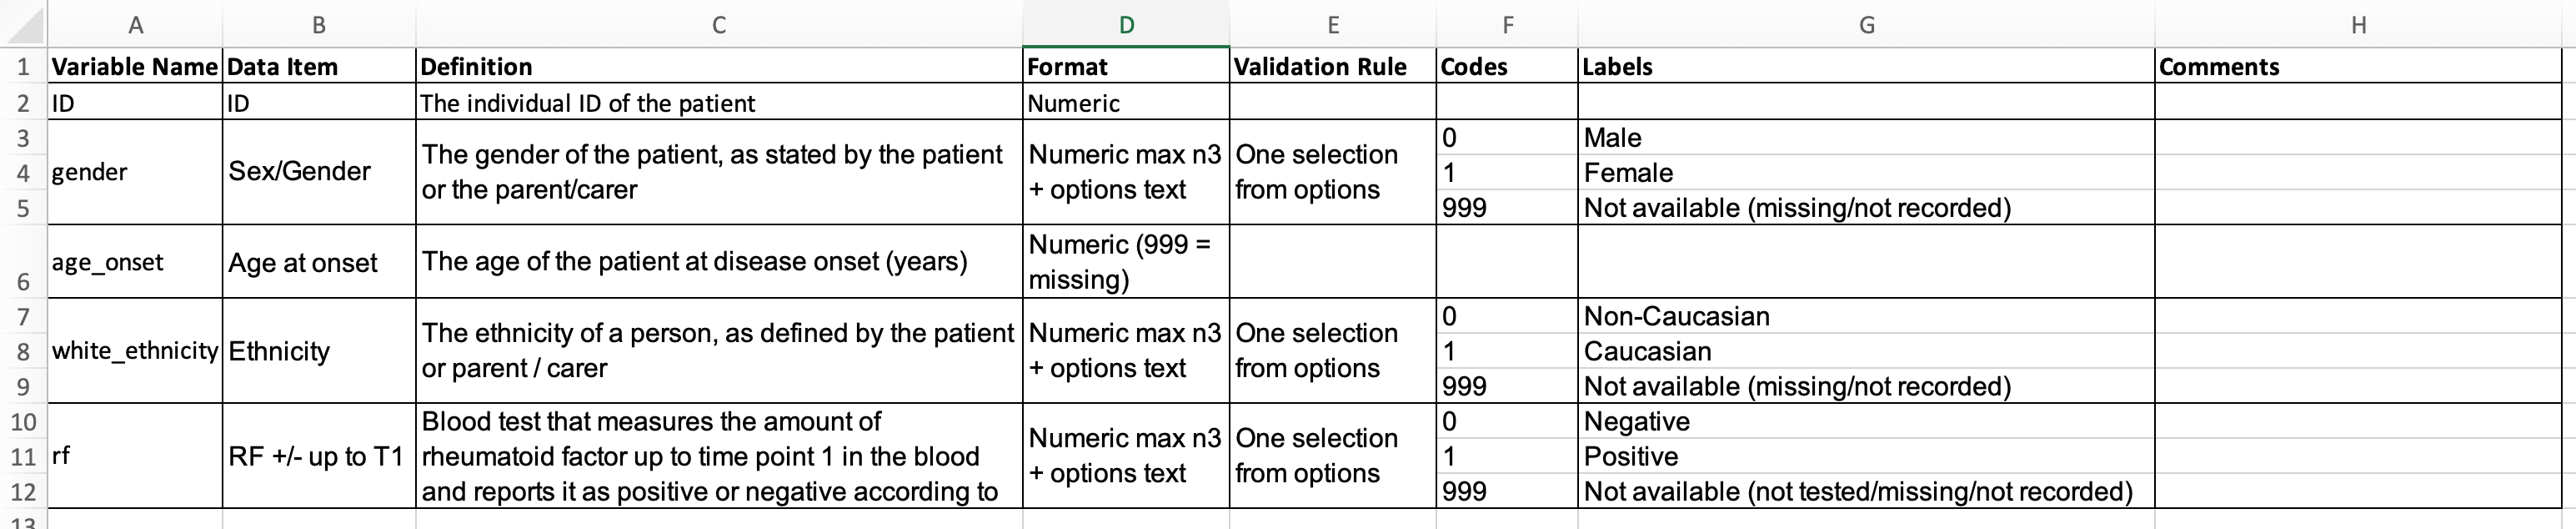 A B C D E F G H
1 Variable Name Data Item Definition Format Validation Rule Codes Labels Comments
2 ID ID The individual ID of the patient Numeric
3 0 Male
The gender of the patient, as stated by the patient Numeric max n3 One selection
4 gender Sex/Gender 1 Female
or the parent/carer + options text from options
5 999 Not available (missing/not recorded)
Numeric (999 =
age_onset Age at onset The age of the patient at disease onset (years)
6 missing)
7 0 Non-Caucasian
The ethnicity of a person, as defined by the patient Numeric max n3 One selection
8 white_ethnicity Ethnicity 1 Caucasian
or parent / carer + options text from options
9 999 Not available (missing/not recorded)
10 Blood test that measures the amount of 0 Negative
Numeric max n3 One selection
11 rf RF +/- up to T1 rheumatoid factor up to time point 1 in the blood 1 Positive
+ options text from options
12 and reports it as positive or negative according to 999 Not available (not tested/missing/not recorded)
13